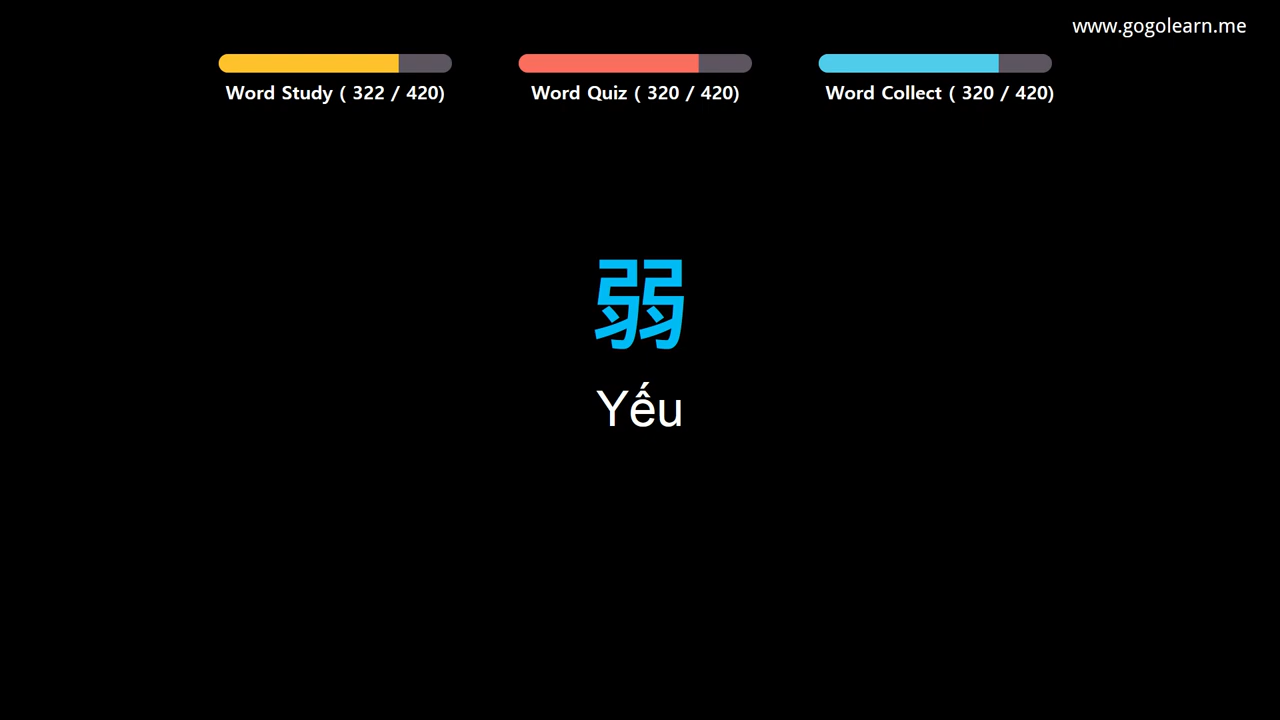 www.gogolearn.me
Word Study ( 322 / 420)
Word Quiz ( 320 / 420)
Word Collect ( 320 / 420)
弱
Yếu